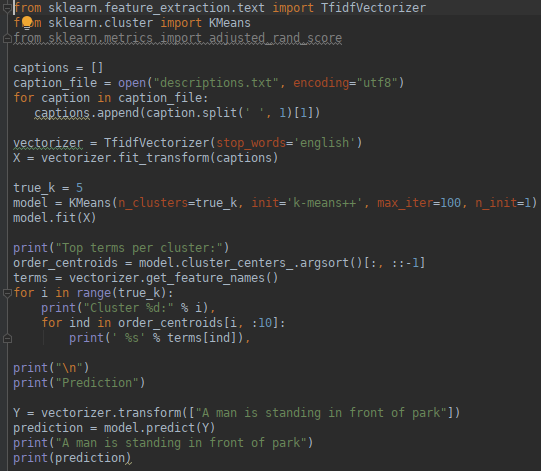 from sklearn.feature_extraction.text import TfidfVectorizer
from sklearn.cluster import KMeans
from sklearn.metrics import adjusted_rand_score

captions = []
caption_file = open("descriptions.txt", encoding="utf8")
for caption in caption_file:
   captions.append(caption.split(' ', 1)[1])

vectorizer = TfidfVectorizer(stop_words='english')
X = vectorizer.fit_transform(captions)

true_k = 5
model = KMeans(n_clusters=true_k, init='k-means++', max_iter=100, n_init=1)
model.fit(X)

print("Top terms per cluster:")
order_centroids = model.cluster_centers_.argsort()[:, ::-1]
terms = vectorizer.get_feature_names()
for i in range(true_k):
    print("Cluster %d:" % i),
    for ind in order_centroids[i, :10]:
        print(' %s' % terms[ind]),

print("\n")
print("Prediction")

Y = vectorizer.transform(["A man is standing in front of park"])
prediction = model.predict(Y)
print("A man is standing in front of park")
print(prediction)